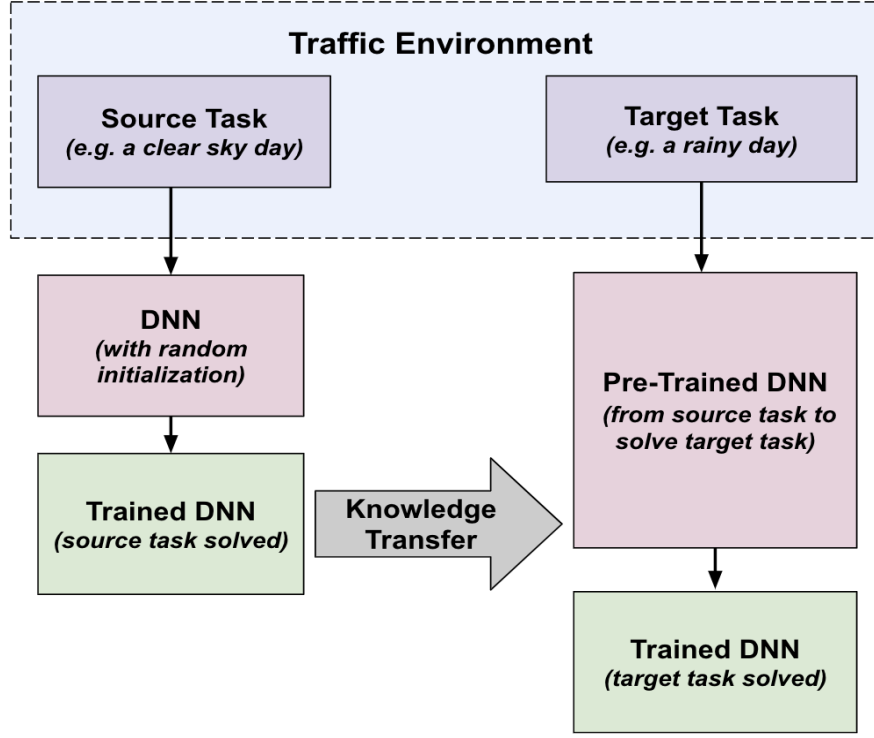 Traffic Environment
Source Task
(e.g. a clear sky day)
Target Task
(e.g. a rainy day)
DNN
(with random
initialization)
Pre-Trained DNN
(from source task to
solve target task)
Trained DNN
(source task solved)
Knowledge
Transfer
Trained DNN
(target task solved)